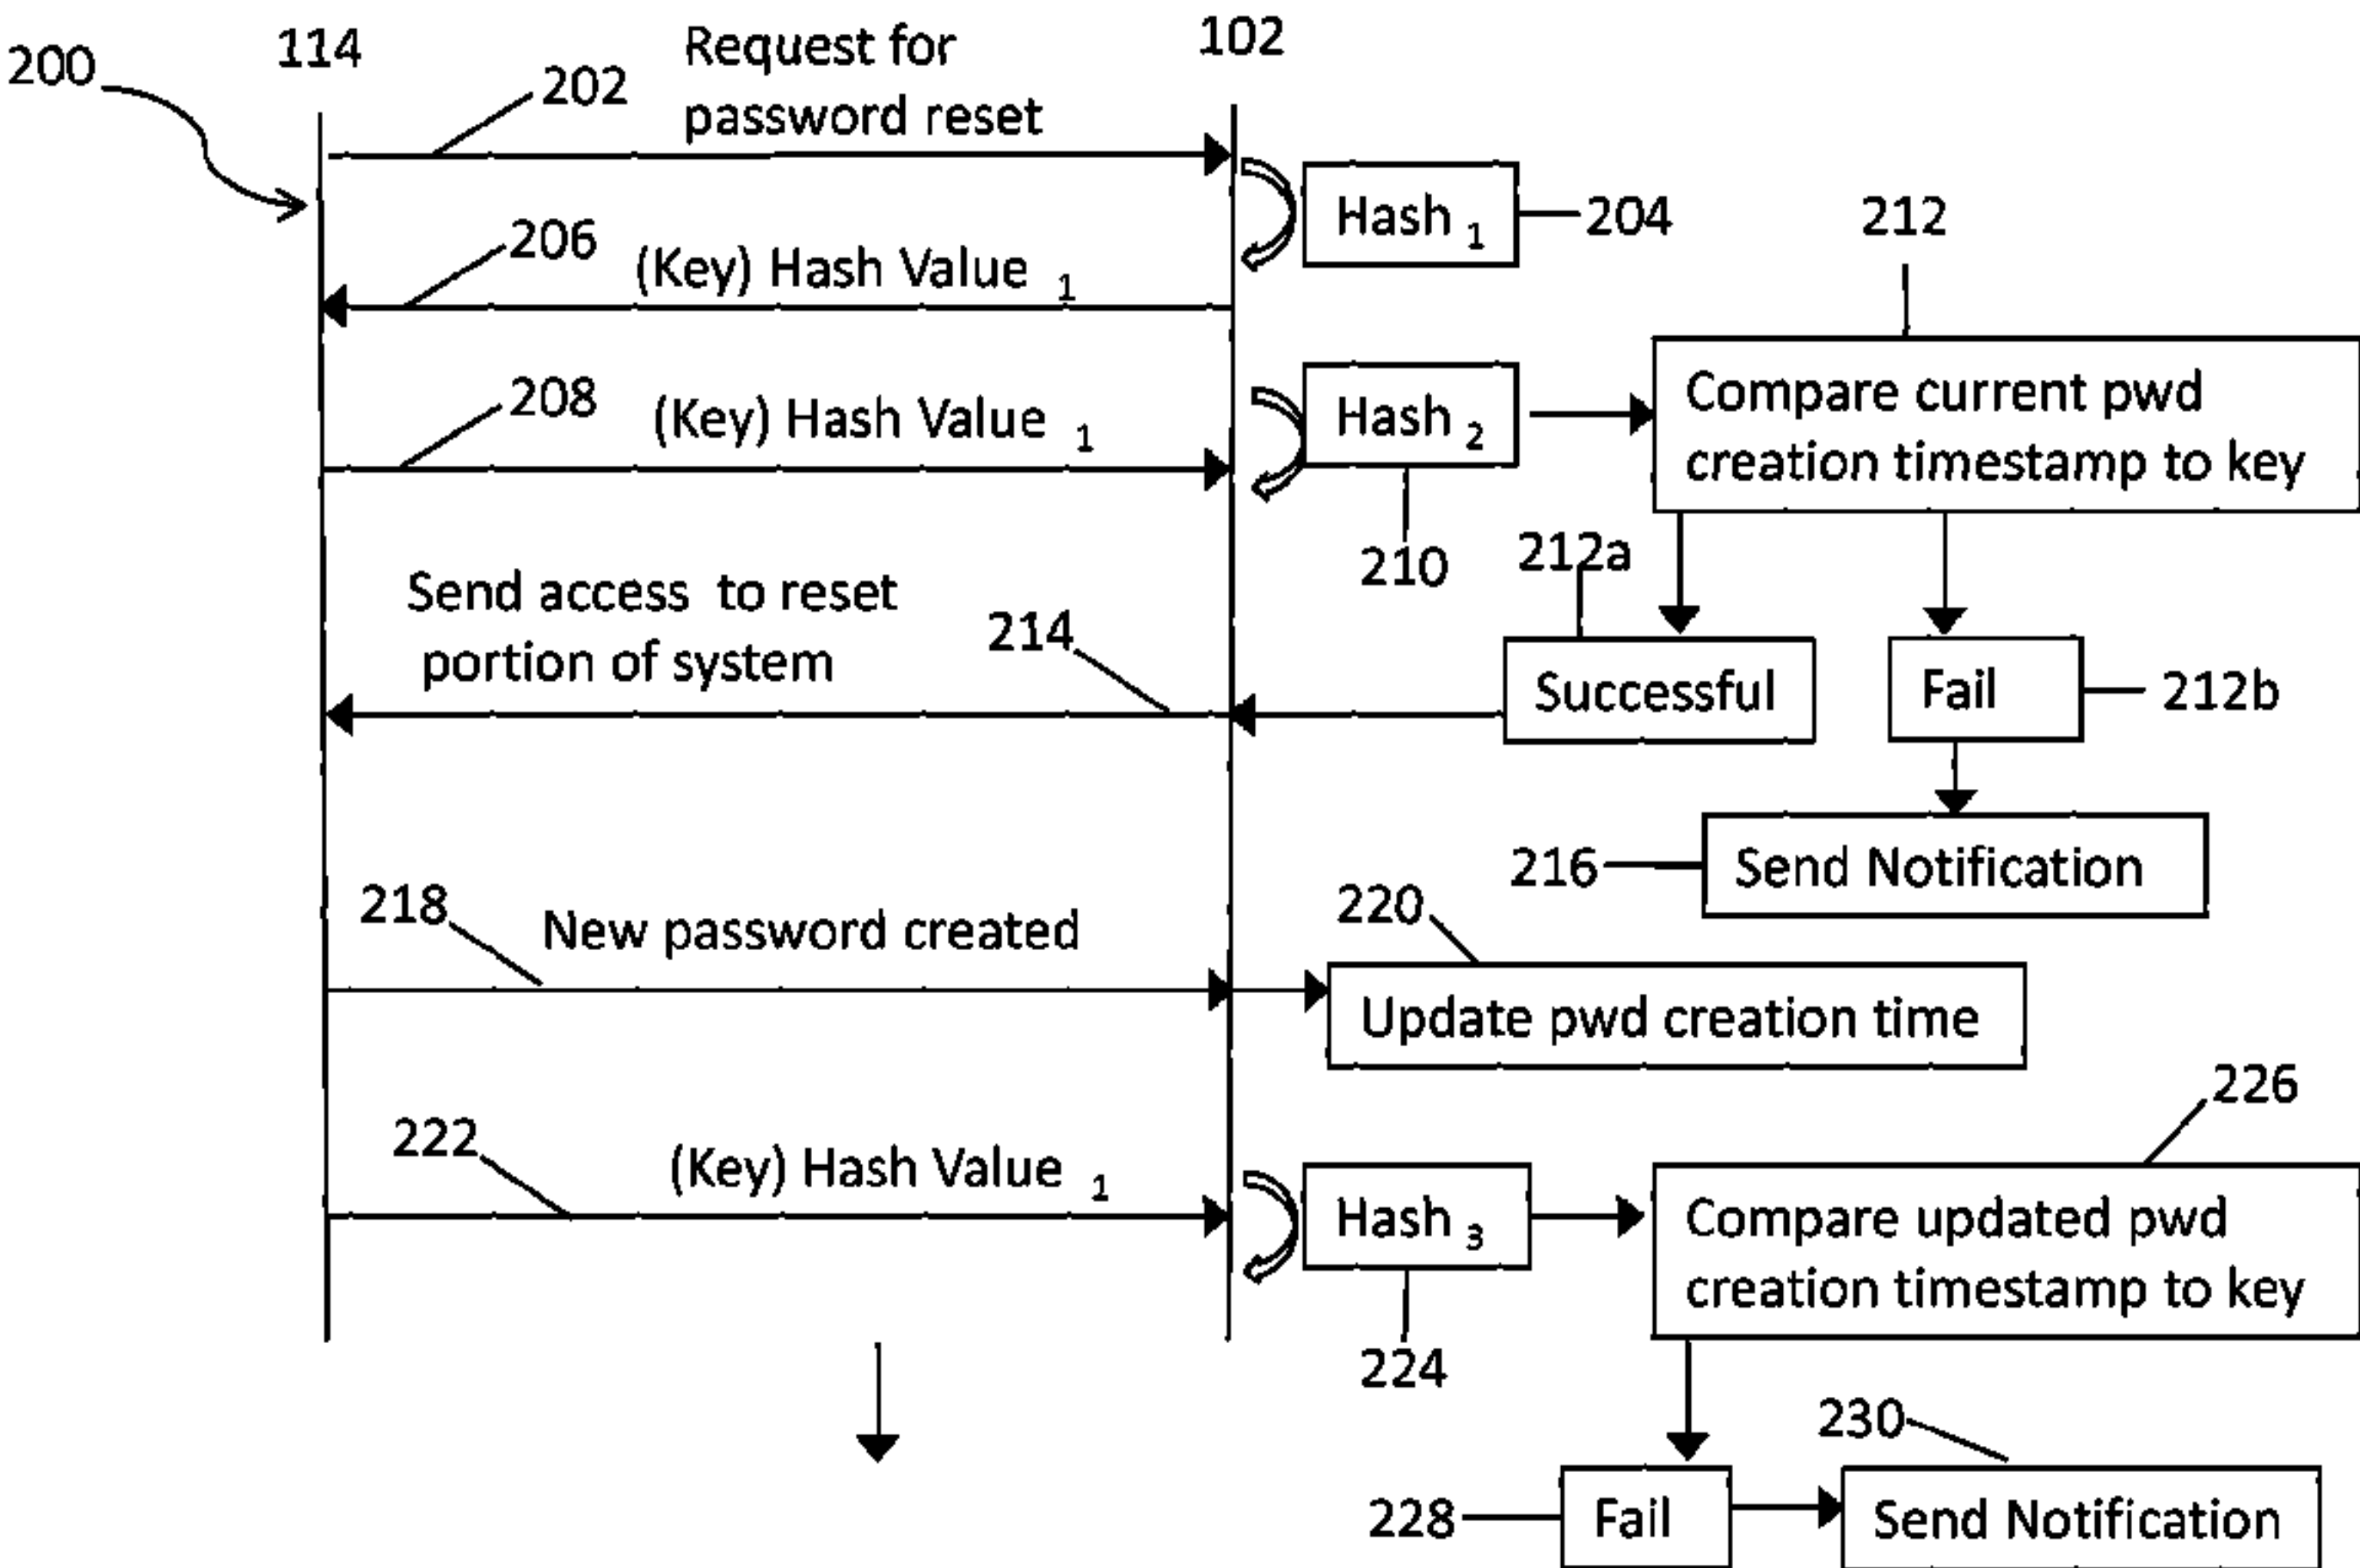 200
114
202
Request for
password reset
102
Hash 1
204
206
(Key) Hash Value 1
212
208
(Key) Hash Value 1
Hash 2
210
Compare current pwd
creation timestamp to key
212a
Send access to reset
portion of system
214
Successful
Fail
212b
216
Send Notification
218
New password created
220
Update pwd creation time
222
(Key) Hash Value 1
Hash 3
224
226
Compare updated pwd
creation timestamp to key
228
Fail
230
Send Notification